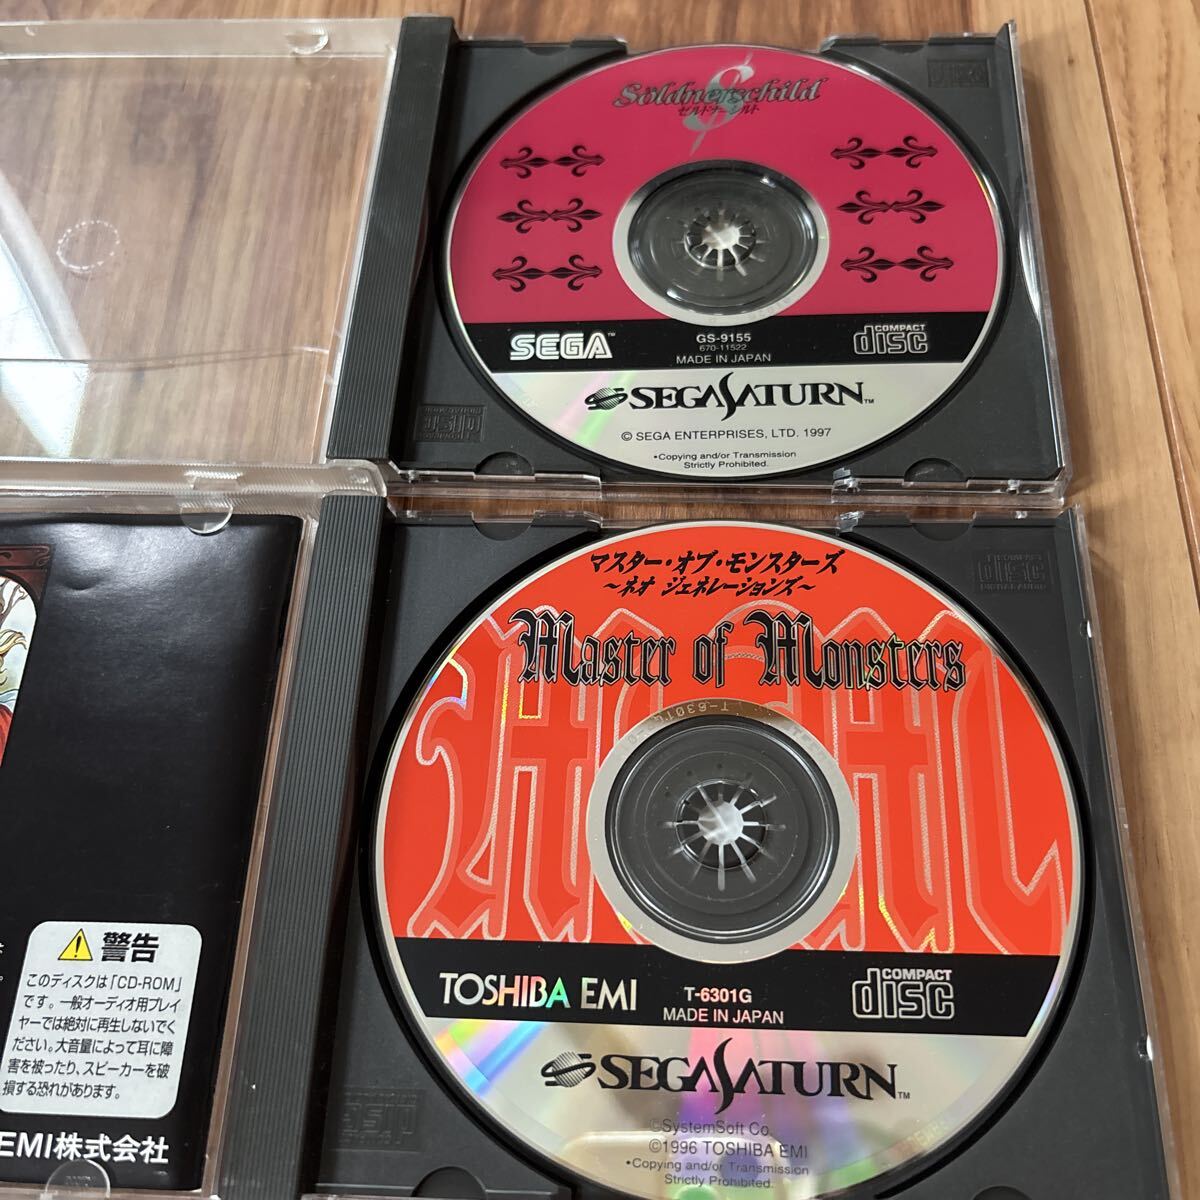 Söldnerschild
ゼルドナーシルト
SEGA™
GS-9155
670-11522
MADE IN JAPAN
COMPACT
disc
SEGA SATURN™
© SEGA ENTERPRISES, LTD. 1997
•Copying and/or Transmission
Strictly Prohibited.
マスター・オブ・モンスターズ
～ネオ ジェネレーションズ～
Master of Monsters
T-6301G
TOSHIBA EMI
T-6301G
MADE IN JAPAN
COMPACT
disc
SEGA SATURN™
©SystemSoft Co.
©1996 TOSHIBA EMI
•Copying and/or Transmission
Strictly Prohibited.
警告
このディスクは「CD-ROM」
です。一般オーディオ用プレイ
ヤーでは絶対に再生しないでく
ださい。大音量によって耳に障
害を被ったり、スピーカーを破
損する恐れがあります。
EMI株式会社